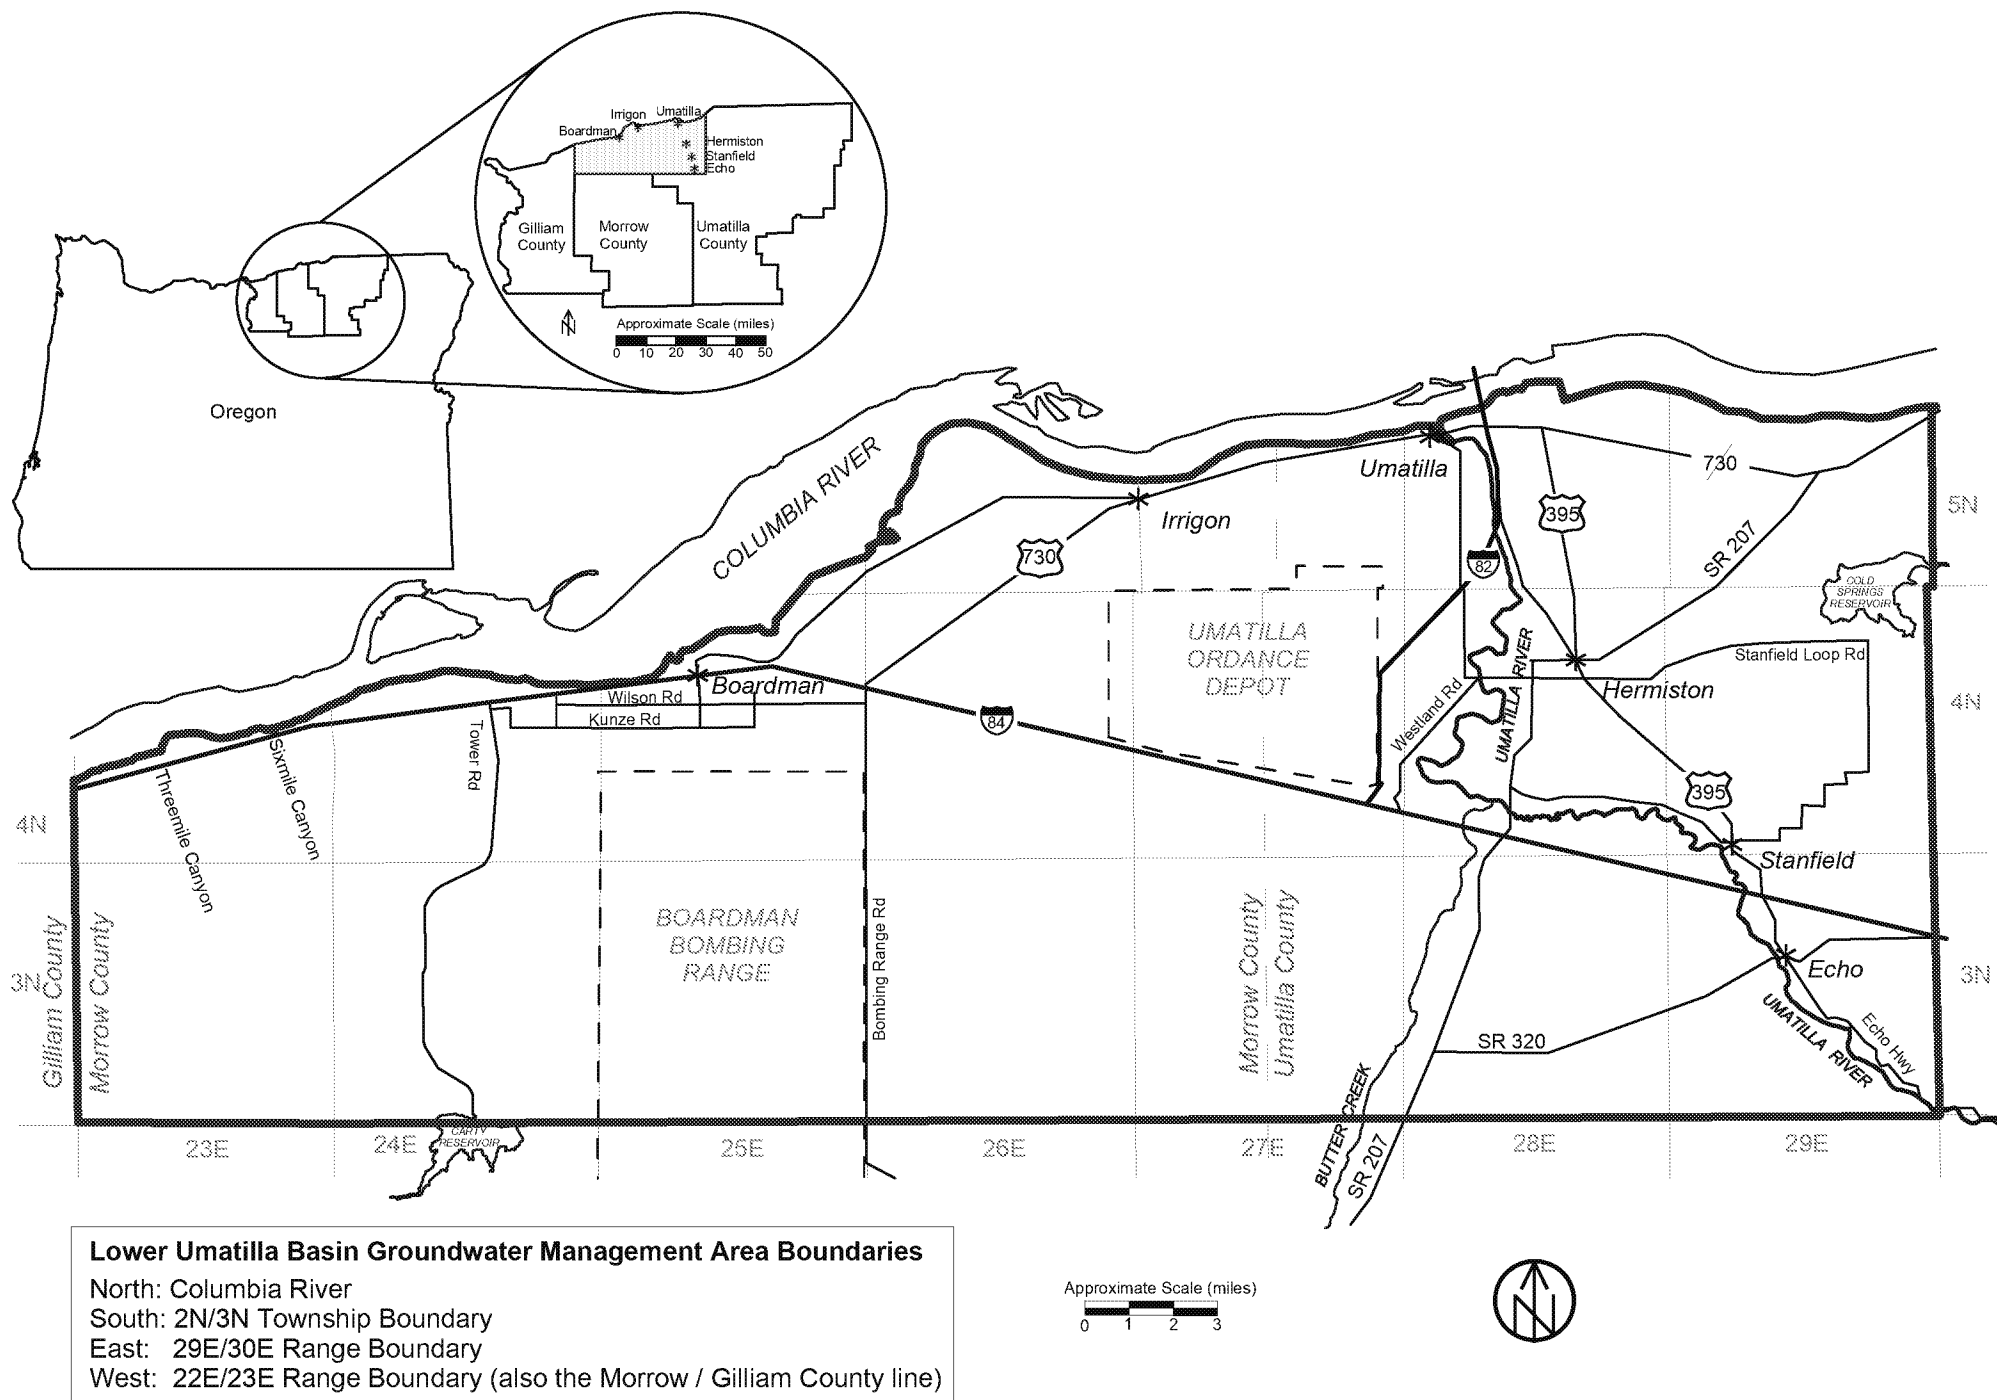 Irrigon
Umatilla
Boardman
Hermiston
Stanfield
Echo
Gilliam
County
Morrow
County
Umatilla
County
N
Approximate Scale (miles)
0 10 20 30 40 50
Oregon
COLUMBIA RIVER
Umatilla
730
Irrigon
395
5N
SR 207
730
82
COLD
SPRINGS
RESERVOIR
UMATILLA
ORDANCE
DEPOT
UMATILLA RIVER
Stanfield Loop Rd
Boardman
Wilson Rd
Kunze Rd
Hermiston
Westland Rd
4N
84
Tower Rd
Sixmile Canyon
Threemile Canyon
395
4N
Stanfield
BOARDMAN
BOMBING
RANGE
Bombing Range Rd
Gilliam County
Morrow County
Morrow County
Umatilla County
3N
Echo
3N
UMATILLA RIVER
Echo Hwy
SR 320
BUTTER CREEK
SR 207
CARTY
RESERVOIR
23E 24E 25E 26E 27E 28E 29E
Lower Umatilla Basin Groundwater Management Area Boundaries
North: Columbia River
South: 2N/3N Township Boundary
East: 29E/30E Range Boundary
West: 22E/23E Range Boundary (also the Morrow / Gilliam County line)
Approximate Scale (miles)
0 1 2 3
N